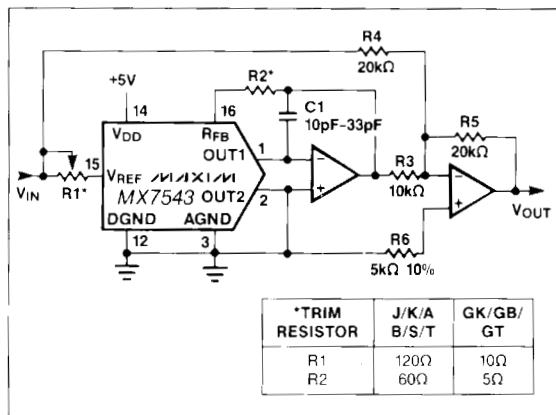 R4
20kΩ
+5V
R2*
14
16
C1
10pF-33pF
R5
20kΩ
VDD
RFB
OUT1
1
15
VREF
MAXIM
MX7543
OUT2
2
R3
10kΩ
VIN
R1*
VOUT
DGND
AGND
12
3
R6
5kΩ 10%
−
+
−
+
*TRIM RESISTOR
J/K/A B/S/T
GK/GB/ GT
R1
120Ω
10Ω
R2
60Ω
5Ω